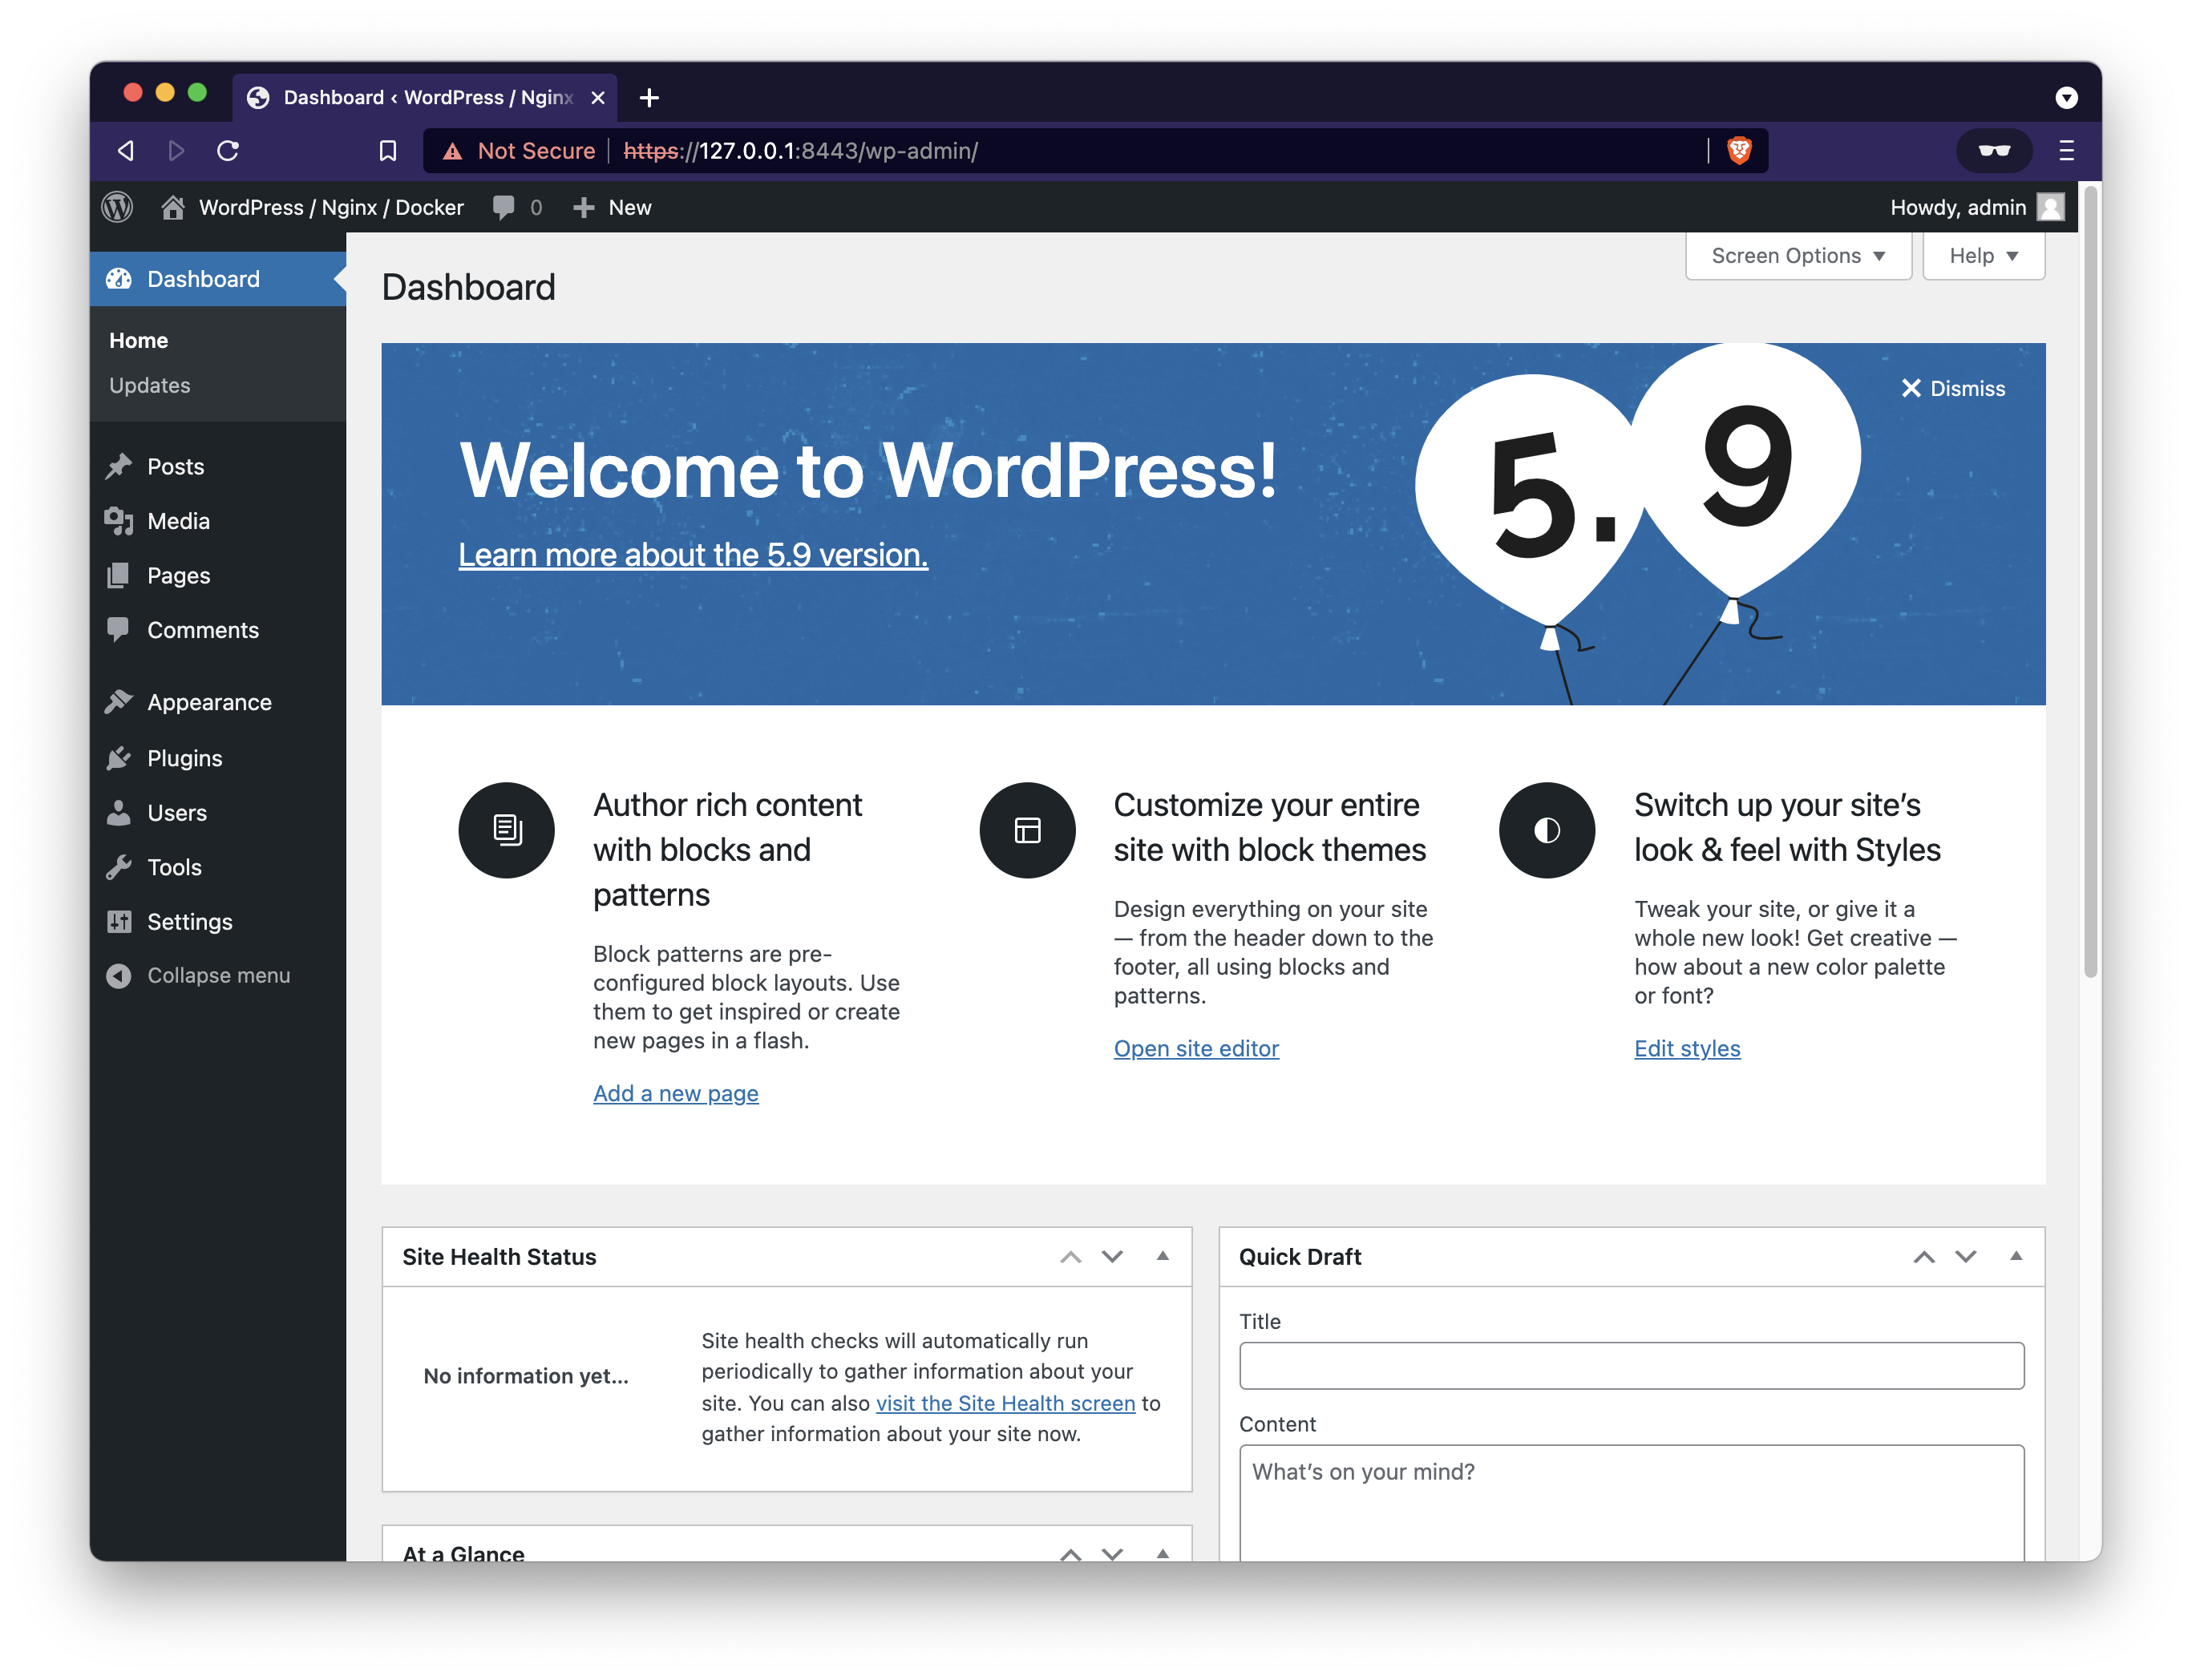 Dashboard ‹ WordPress / Nginx
Not Secure https://127.0.0.1:8443/wp-admin/
WordPress / Nginx / Docker 0 New Howdy, admin
Dashboard
Home
Updates
Posts
Media
Pages
Comments
Appearance
Plugins
Users
Tools
Settings
Collapse menu
Screen Options Help
Dashboard
Dismiss
Welcome to WordPress!
Learn more about the 5.9 version.
5.9
Author rich content
with blocks and
patterns
Block patterns are pre-
configured block layouts. Use
them to get inspired or create
new pages in a flash.
Add a new page
Customize your entire
site with block themes
Design everything on your site
— from the header down to the
footer, all using blocks and
patterns.
Open site editor
Switch up your site’s
look & feel with Styles
Tweak your site, or give it a
whole new look! Get creative —
how about a new color palette
or font?
Edit styles
Site Health Status
No information yet...
Site health checks will automatically run
periodically to gather information about your
site. You can also visit the Site Health screen to
gather information about your site now.
At a Glance
Quick Draft
Title
Content
What’s on your mind?